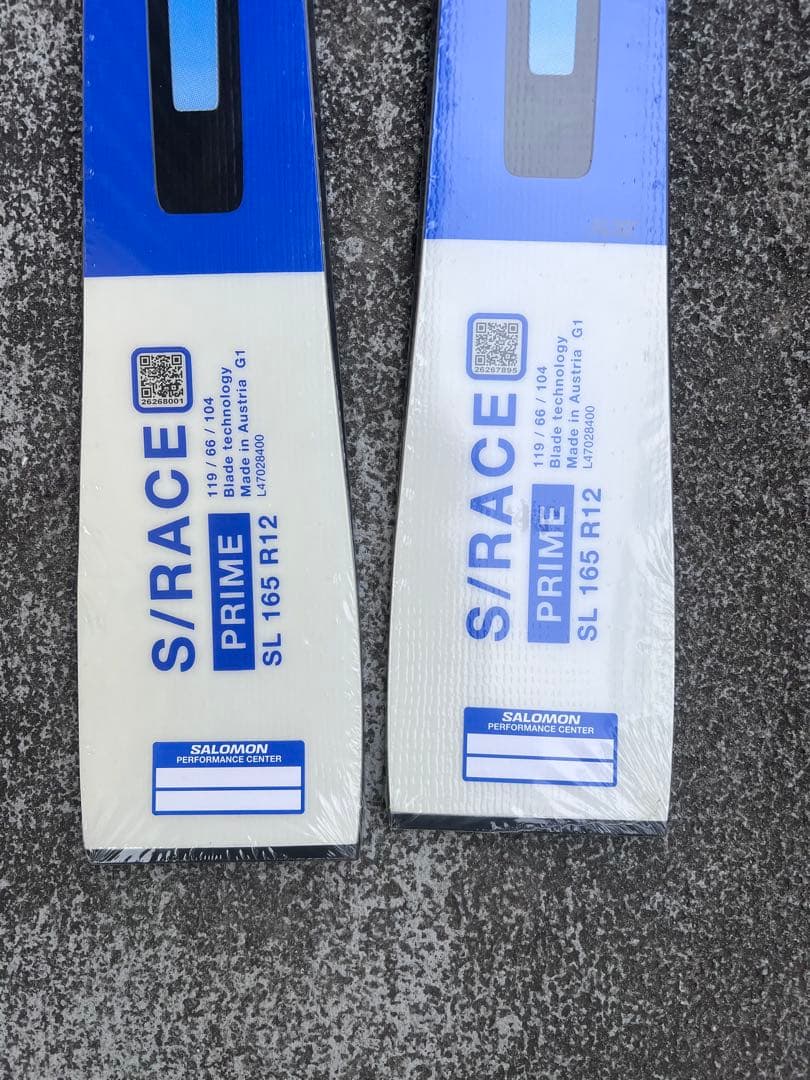 26268001
S/RACE
119 / 66 / 104
Blade technology
Made in Austria G1
L47028400
PRIME
SL 165 R12
SALOMON
PERFORMANCE CENTER
26267895
S/RACE
119 / 66 / 104
Blade technology
Made in Austria G1
L47028400
PRIME
SL 165 R12
SALOMON
PERFORMANCE CENTER